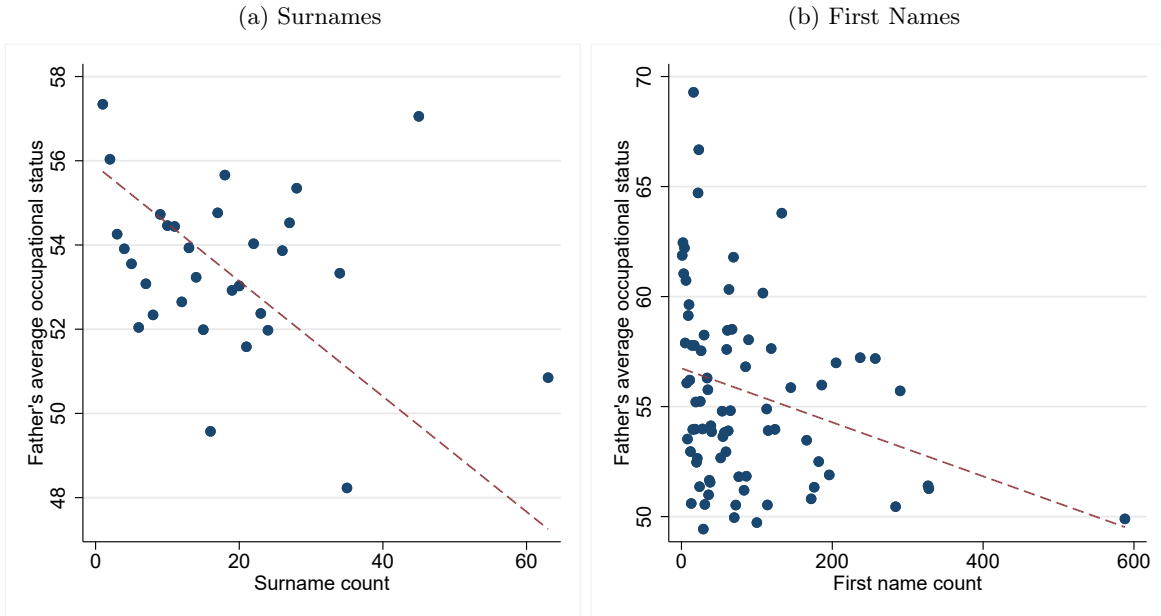 (a) Surnames
58
56
54
52
50
48
Father's average occupational status
0 20 40 60
Surname count
(b) First Names
70
65
60
55
50
Father's average occupational status
0 200 400 600
First name count